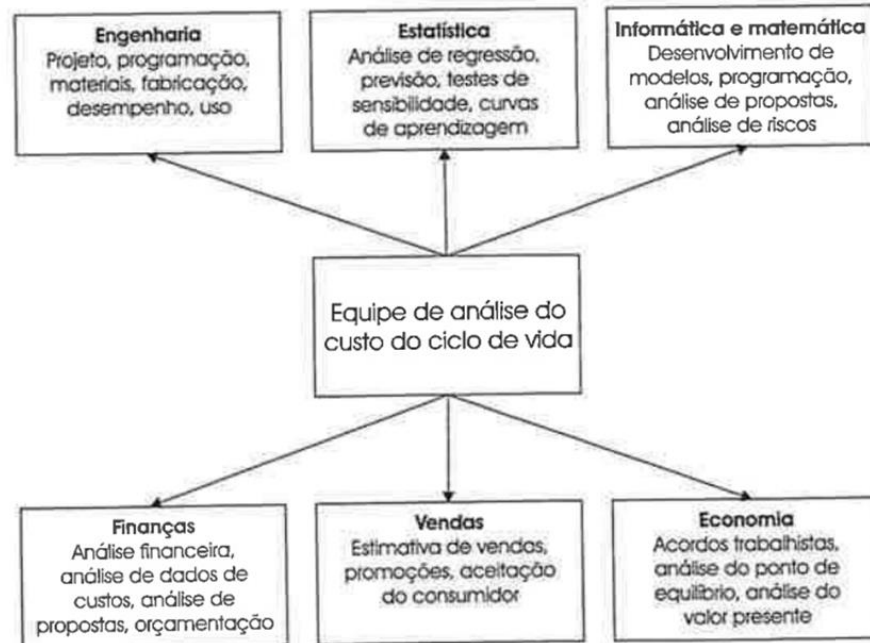 Engenharia
Projeto, programação,
materiais, fabricação,
desempenho, uso
Estatística
Análise de regressão,
previsão, testes de
sensibilidade, curvas
de aprendizagem
Informática e matemática
Desenvolvimento de
modelos, programação,
análise de propostas,
análise de riscos
Equipe de análise do
custo do ciclo de vida
Finanças
Análise financeira,
análise de dados de
custos, análise de
propostas, orçamentação
Vendas
Estimativa de vendas,
promoções, aceitação
do consumidor
Economia
Acordos trabalhistas,
análise do ponto de
equilíbrio, análise do
valor presente